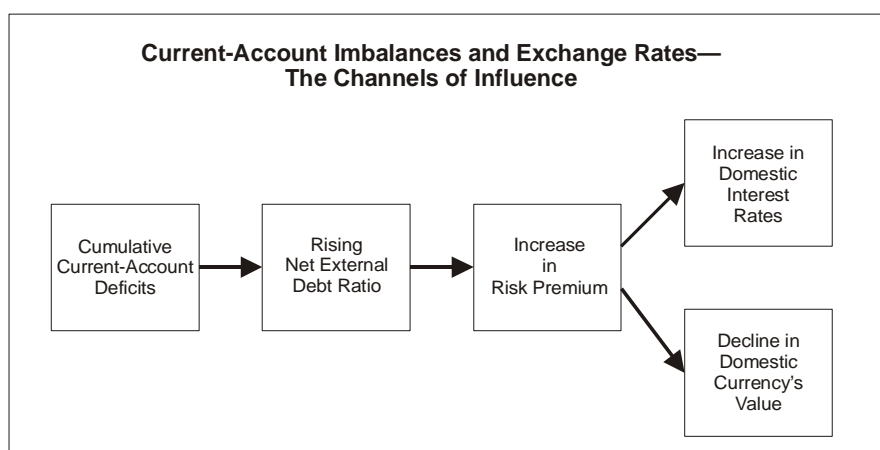 Current-Account Imbalances and Exchange Rates—
The Channels of Influence
Cumulative
Current-Account
Deficits
Rising
Net External
Debt Ratio
Increase
in
Risk Premium
Increase in
Domestic
Interest
Rates
Decline in
Domestic
Currency's
Value